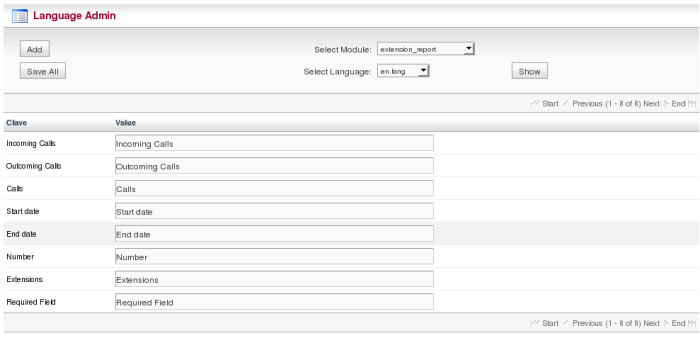 Language Admin
Add Select Module: extension_report
Save All Select Language: en.lang Show
Start Previous (1 - 8 of 8) Next End
Clave Value
Incoming Calls Incoming Calls
Outcoming Calls Outcoming Calls
Calls Calls
Start date Start date
End date End date
Number Number
Extensions Extensions
Required Field Required Field
Start Previous (1 - 8 of 8) Next End